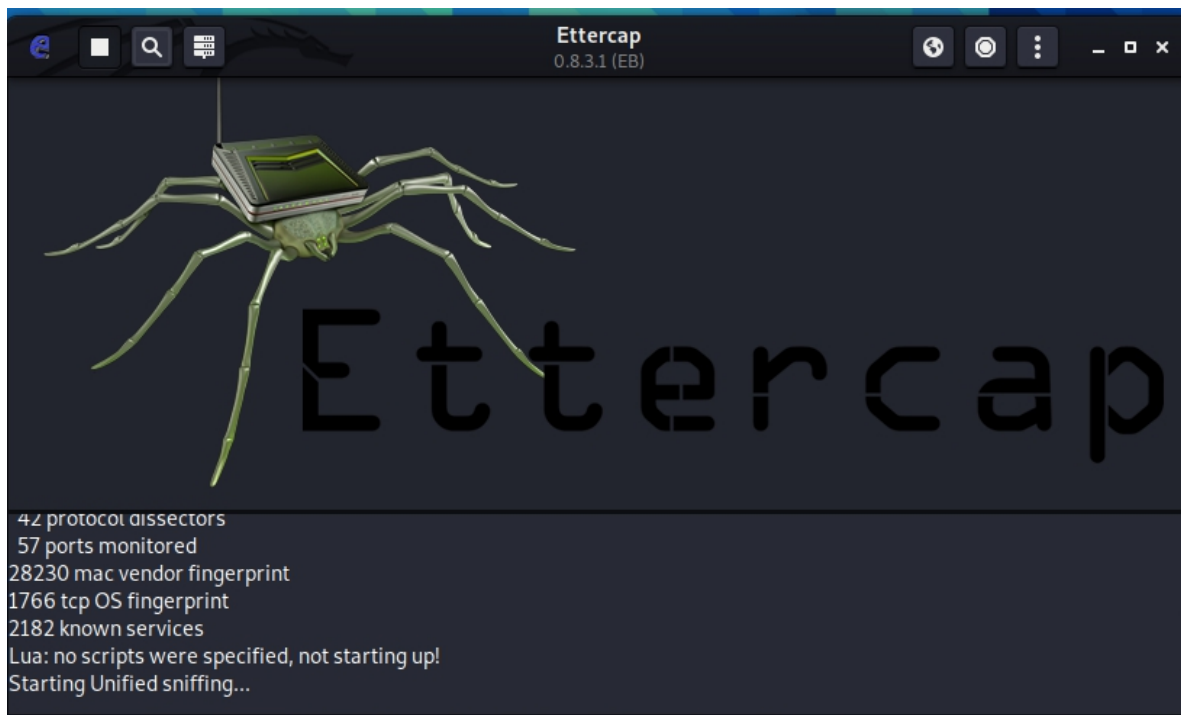 Ettercap
0.8.3.1 (EB)
Ettercap
42 protocol dissectors
57 ports monitored
28230 mac vendor fingerprint
1766 tcp OS fingerprint
2182 known services
Lua: no scripts were specified, not starting up!
Starting Unified sniffing...